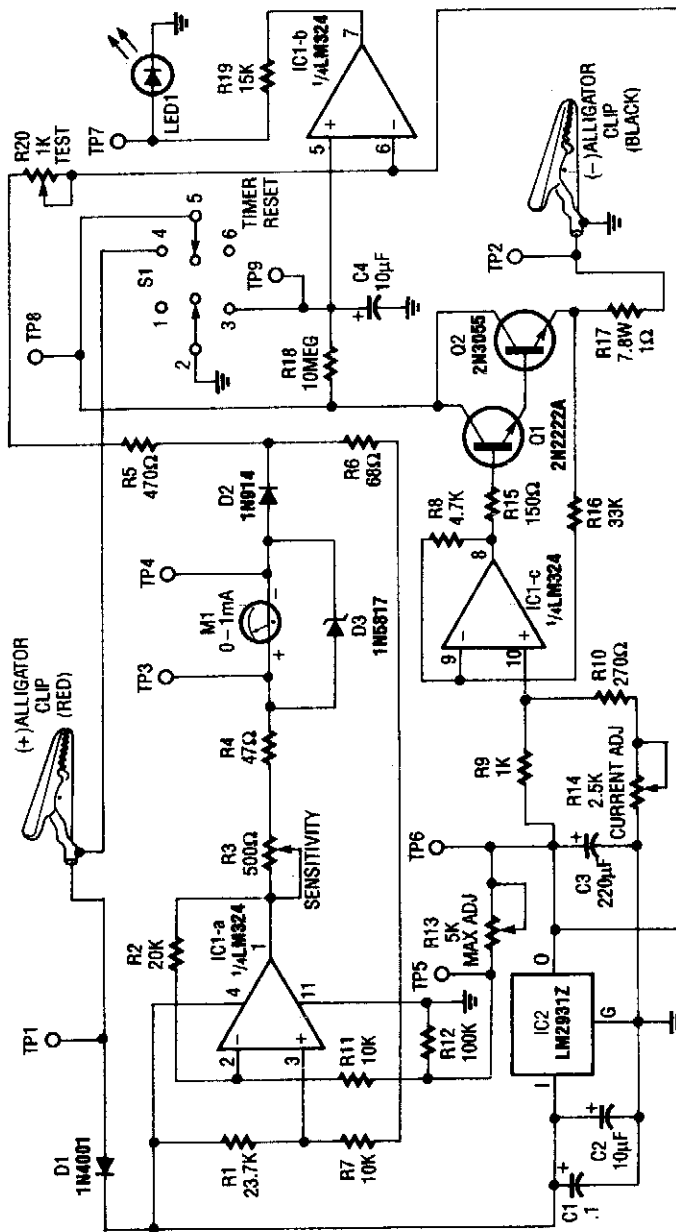 (+)ALLIGATOR
CLIP
(RED)
TP1
D1
1N4001
R1
23.7K
R7
10K
R2
20K
IC1-a
¼LM324
2
3
4
11
1
-
+
R11
10K
R12
100K
R3
500Ω
SENSITIVITY
R4
47Ω
TP3
TP4
M1
0-1mA
+
-
D3
1N5817
D2
1N914
R5
470Ω
R6
68Ω
TP8
S1
1
2
3
4
5
6
TIMER
RESET
TP9
R20
1K
TEST
TP7
LED1
R19
15K
IC1-b
¼LM324
5
6
7
+
-
R18
10MEG
C4
10µF
+
TP5
R13
5K
MAX ADJ
TP6
IC2
LM2931Z
I
O
G
C1
.1
+
C2
10µF
+
C3
220µF
+
R14
2.5K
CURRENT ADJ
R9
1K
R10
270Ω
IC1-c
¼LM324
9
10
8
-
+
R8
4.7K
R15
150Ω
R16
33K
Q1
2N2222A
Q2
2N3055
R17
7.8W
1Ω
TP2
(-)ALLIGATOR
CLIP
(BLACK)